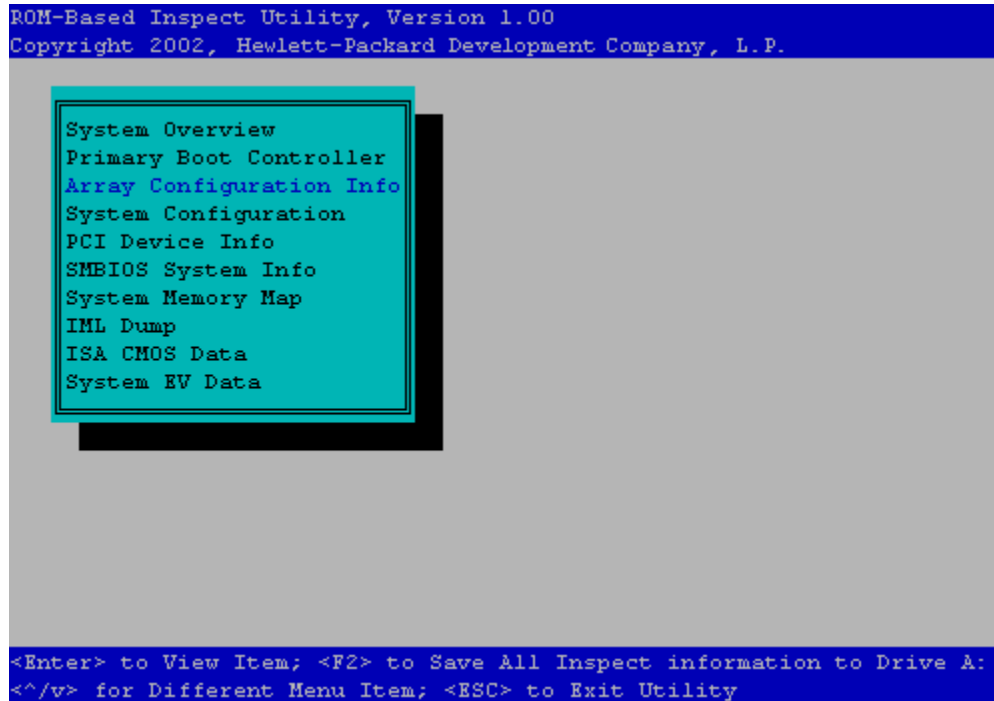 ROM-Based Inspect Utility, Version 1.00
Copyright 2002, Hewlett-Packard Development Company, L.P.
System Overview
Primary Boot Controller
Array Configuration Info
System Configuration
PCI Device Info
SMBIOS System Info
System Memory Map
IML Dump
ISA CMOS Data
System EV Data
<Enter> to View Item; <F2> to Save All Inspect information to Drive A:
<^/v> for Different Menu Item; <ESC> to Exit Utility